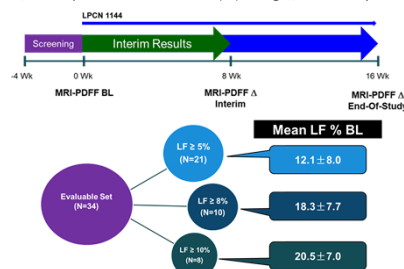 LPCN 1144
Screening
Interim Results
-4 Wk
0 Wk
8 Wk
16 Wk
MRI-PDFF BL
MRI-PDFF Δ
Interim
MRI-PDFF Δ
End-Of-Study
Mean LF % BL
LF ≥ 5%
(N=21)
12.1±8.0
Evaluable Set
(N=34)
LF ≥ 8%
(N=10)
18.3±7.7
LF ≥ 10%
(N=8)
20.5±7.0